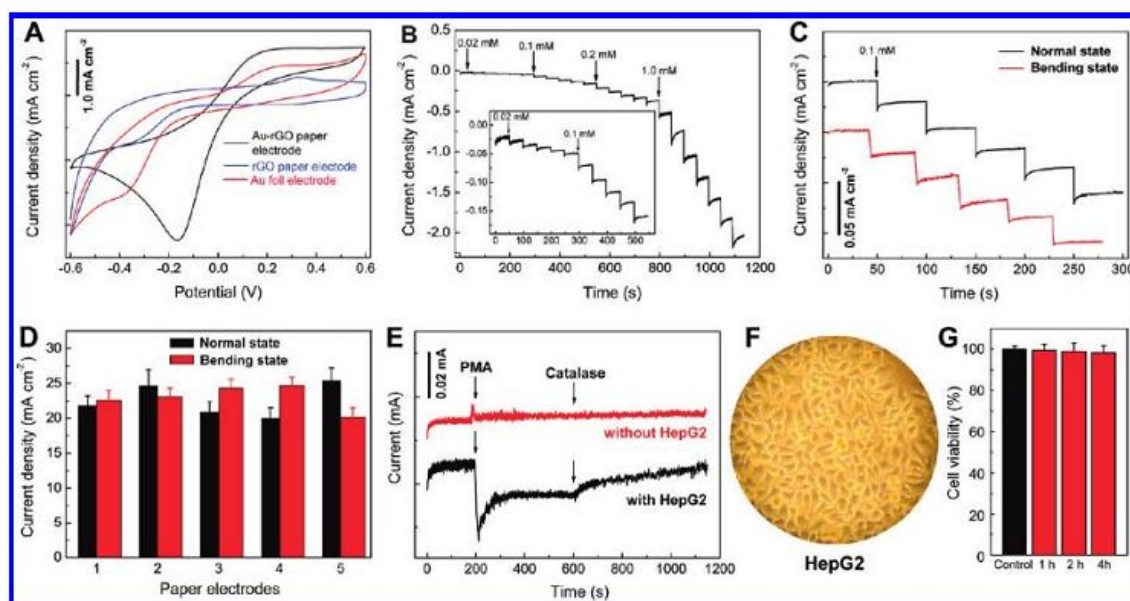 A
1.0 mA cm⁻²
Current density (mA cm⁻²)
Au-rGO paper
electrode
rGO paper electode
Au foil electrode
-0.6 -0.4 -0.2 0.0 0.2 0.4 0.6
Potential (V)
B
0.5
0.0
-0.5
-1.0
-1.5
-2.0
Current density (mA cm⁻²)
0.02 mM
0.1 mM
0.2 mM
1.0 mM
0.00
-0.05
-0.10
-0.15
0.02 mM
0.1 mM
0 100 200 300 400 500
0 200 400 600 800 1000 1200 1400
Time (s)
C
Current density (mA cm⁻²)
0.1 mM
Normal state
Bending state
0.05 mA cm⁻²
0 50 100 150 200 250 300
Time (s)
D
30
25
20
15
10
5
0
Current density (mA cm⁻²)
Normal state
Bending state
1 2 3 4 5
Paper electrodes
E
0.02 mA
Current (mA)
PMA
Catalase
without HepG2
with HepG2
0 200 400 600 800 1000 1200
Time (s)
F
HepG2
G
Cell viability (%)
100
80
60
40
20
0
Control 1 h 2 h 4h